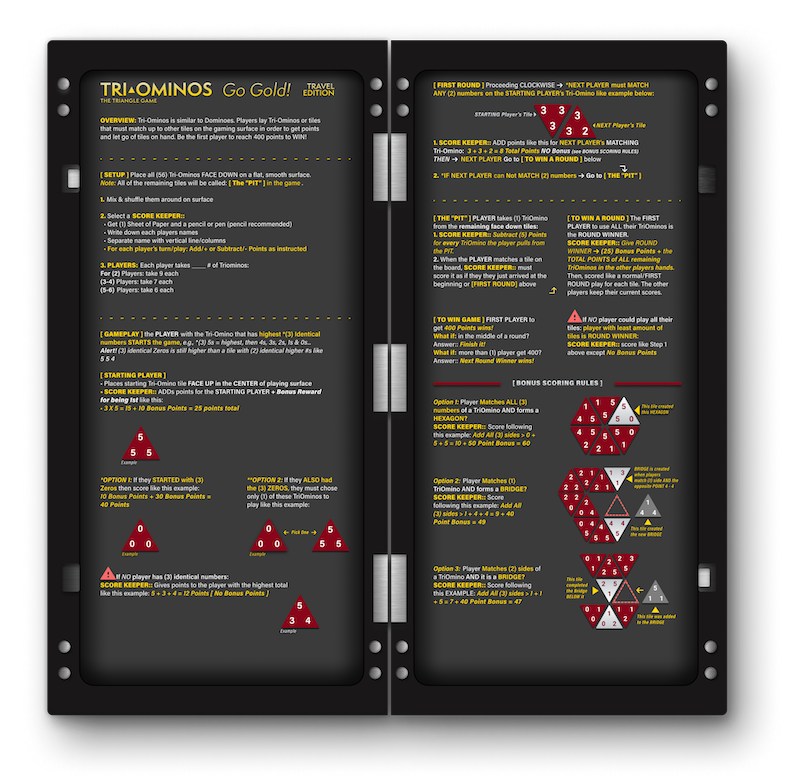 TRI▲OMINOS Go Gold! TRAVEL EDITION
THE TRIANGLE GAME
OVERVIEW: Tri-Ominos is similar to Dominoes. Players lay Tri-Ominos or tiles
that must match up to other tiles on the gaming surface in order to get points
and let go of tiles on hand. Be the first player to reach 400 points to WIN!
[ SETUP ] Place all (56) Tri-Ominos FACE DOWN on a flat, smooth surface.
Note: All of the remaining tiles will be called: [ The "PIT" ] in the game .
1. Mix & shuffle them around on surface
2. Select a SCORE KEEPER::
- Get (1) Sheet of Paper and a pencil or pen (pencil recommended)
- Write down each players names
- Separate name with vertical line/columns
- For each player's turn/play: Add/+ or Subtract/- Points as instructed
3. PLAYERS: Each player takes _____ # of Triominos:
For (2) Players: take 9 each
(3-4) Players: take 7 each
(5-6) Players: take 6 each
[ GAMEPLAY ] the PLAYER with the Tri-Omino that has highest *(3) Identical
numbers STARTS the game, e.g., *(3) 5s = highest, then 4s, 3s, 2s, 1s & 0s..
Alert! (3) identical Zeros is still higher than a tile with (2) identical higher #s like
5 5 4
[ STARTING PLAYER ]
- Places starting Tri-Omino tile FACE UP in the CENTER of playing surface
- SCORE KEEPER:: ADDs points for the STARTING PLAYER + Bonus Reward
for being 1st like this:
- 3 X 5 = 15 + 10 Bonus Points = 25 points total
5
5 5
Example
*OPTION 1: If they STARTED with (3)
Zeros then score like this example:
10 Bonus Points + 30 Bonus Points =
40 Points
0
0 0
Example
**OPTION 2: If they ALSO had
the (3) ZEROS, they must chose
only (1) of these TriOminos to
play like this example:
0
0 0
← Pick One →
5
5 5
Example
If NO player has (3) identical numbers:
SCORE KEEPER:: Gives points to the player with the highest total
like this example: 5 + 3 + 4 = 12 Points [ No Bonus Points ]
5
3 4
Example
[ FIRST ROUND ] Proceeding CLOCKWISE → *NEXT PLAYER must MATCH
ANY (2) numbers on the STARTING PLAYER's Tri-Omino like example below:
STARTING Player's Tile
3 3 2
3 3
2
NEXT Player's Tile
1. SCORE KEEPER:: ADD points like this for NEXT PLAYER's MATCHING
Tri-Omino: 3 + 3 + 2 = 8 Total Points NO Bonus (see BONUS SCORING RULES)
THEN → NEXT PLAYER Go to [ TO WIN A ROUND ] below
2. *IF NEXT PLAYER can Not MATCH (2) numbers → Go to [ THE "PIT" ]
[ THE "PIT" ] PLAYER takes (1) TriOmino
from the remaining face down tiles:
1. SCORE KEEPER:: Subtract (5) Points
for every TriOmino the player pulls from
the PIT.
2. When the PLAYER matches a tile on
the board, SCORE KEEPER:: must
score it as if they they just arrived at the
beginning or [FIRST ROUND] above
[ TO WIN A ROUND ] The FIRST
PLAYER to USE ALL their TriOminos is
the ROUND WINNER.
SCORE KEEPER:: Give ROUND
WINNER → (25) Bonus Points + the
TOTAL POINTS OF ALL remaining
TriOminos in the other players hands.
Then, scored like a normal/FIRST
ROUND play for each tile. The other
players keep their current scores.
[ TO WIN GAME ] FIRST PLAYER to
get 400 Points wins!
What if: in the middle of a round?
Answer:: Finish it!
What if: more than (1) player get 400?
Answer:: Next Round Winner wins!
If NO player could play all their
tiles: player with least amount of
tiles is ROUND WINNER:
SCORE KEEPER:: score like Step 1
above except No Bonus Points
[ BONUS SCORING RULES ]
Option 1: Player Matches ALL (3)
numbers of a TriOmino AND forms a
HEXAGON?
SCORE KEEPER:: Score following
this example: Add All (3) sides > 0 +
5 + 5 = 10 + 50 Point Bonus = 60
This tile created
this HEXAGON
Option 2: Player Matches (1)
TriOmino AND forms a BRIDGE?
SCORE KEEPER:: Score
following this example: Add All
(3) sides > 1 + 4 + 4 = 9 + 40
Point Bonus = 49
BRIDGE is created
when players
match (1) side AND the
opposite POINT 4 - 4
1
4 4
This tile created
the new BRIDGE
Option 3: Player Matches (2) sides of
a TriOmino AND it is a BRIDGE?
SCORE KEEPER:: Score following
this EXAMPLE: Add All (3) sides > 1 + 1
+ 5 = 7 + 40 Point Bonus = 47
This tile
completed
the Bridge
BELOW it
5
1 1
This tile was added
to the BRIDGE